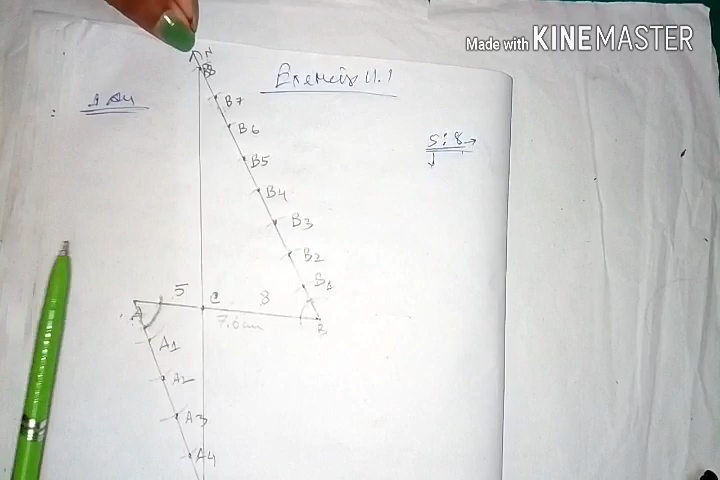 Made with KINEMASTER
N
B8
Exercise 11.1
B7
B6
5:8
B5
B4
B3
B2
B1
5 C 8
A 7.6cm B
A1
A2
A3
A4